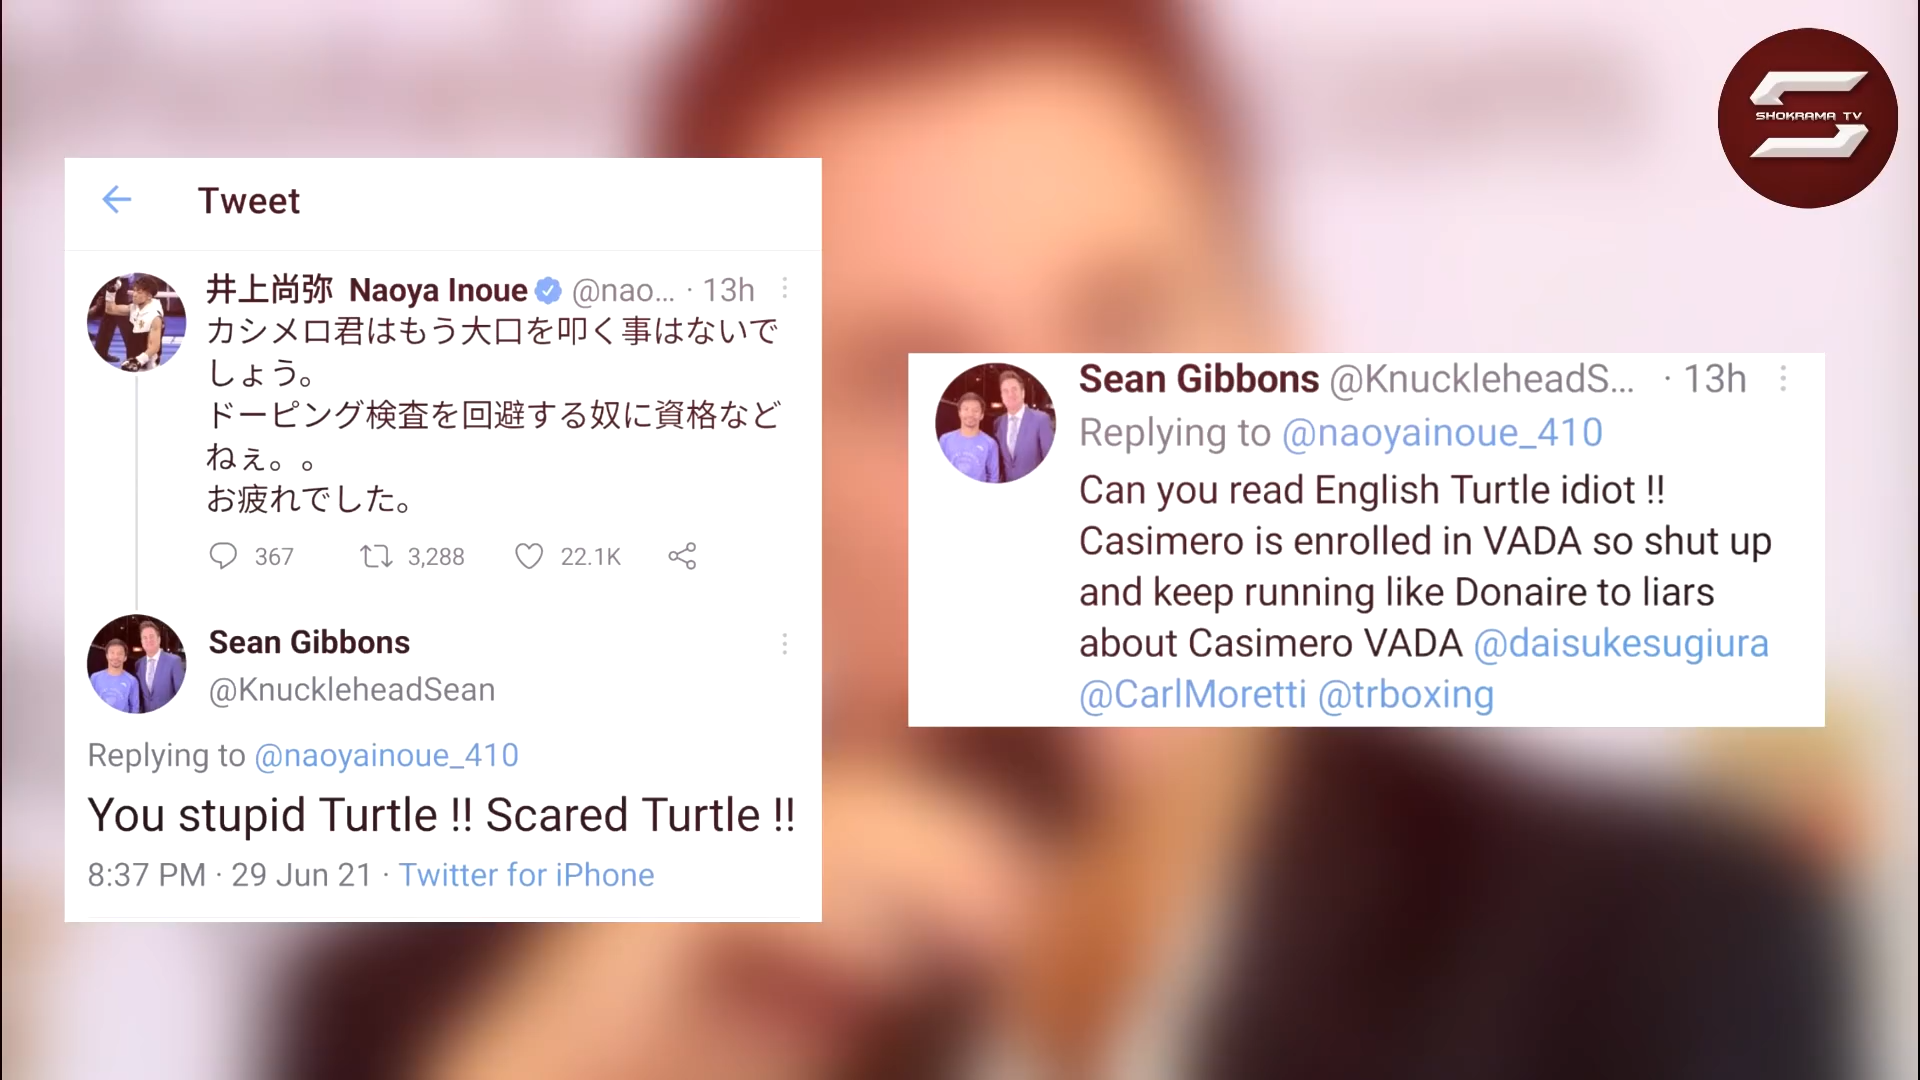 SHOKRAMA TV
Tweet
井上尚弥 Naoya Inoue @nao... · 13h
カシメロ君はもう大口を叩く事はないで
しょう。
ドーピング検査を回避する奴に資格など
ねぇ。。
お疲れでした。
367 3,288 22.1K
Sean Gibbons
@KnuckleheadSean
Replying to @naoyainoue_410
You stupid Turtle !! Scared Turtle !!
8:37 PM · 29 Jun 21 · Twitter for iPhone
Sean Gibbons @KnuckleheadS... · 13h
Replying to @naoyainoue_410
Can you read English Turtle idiot !!
Casimero is enrolled in VADA so shut up
and keep running like Donaire to liars
about Casimero VADA @daisukesugiura
@CarlMoretti @trboxing